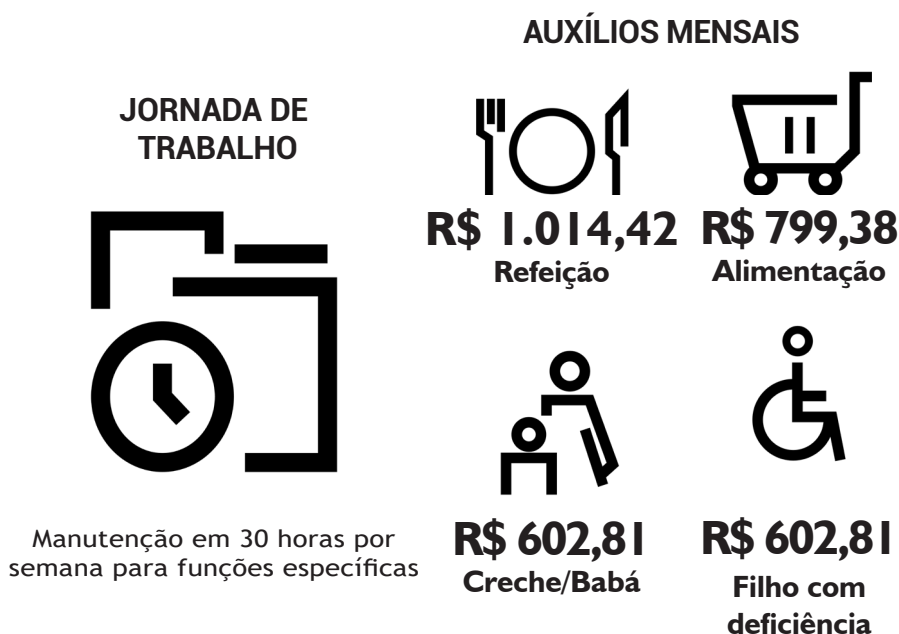 JORNADA DE
TRABALHO
Manutenção em 30 horas por
semana para funções específicas
AUXÍLIOS MENSAIS
R$ 1.014,42
Refeição
R$ 799,38
Alimentação
R$ 602,81
Creche/Babá
R$ 602,81
Filho com
deficiência